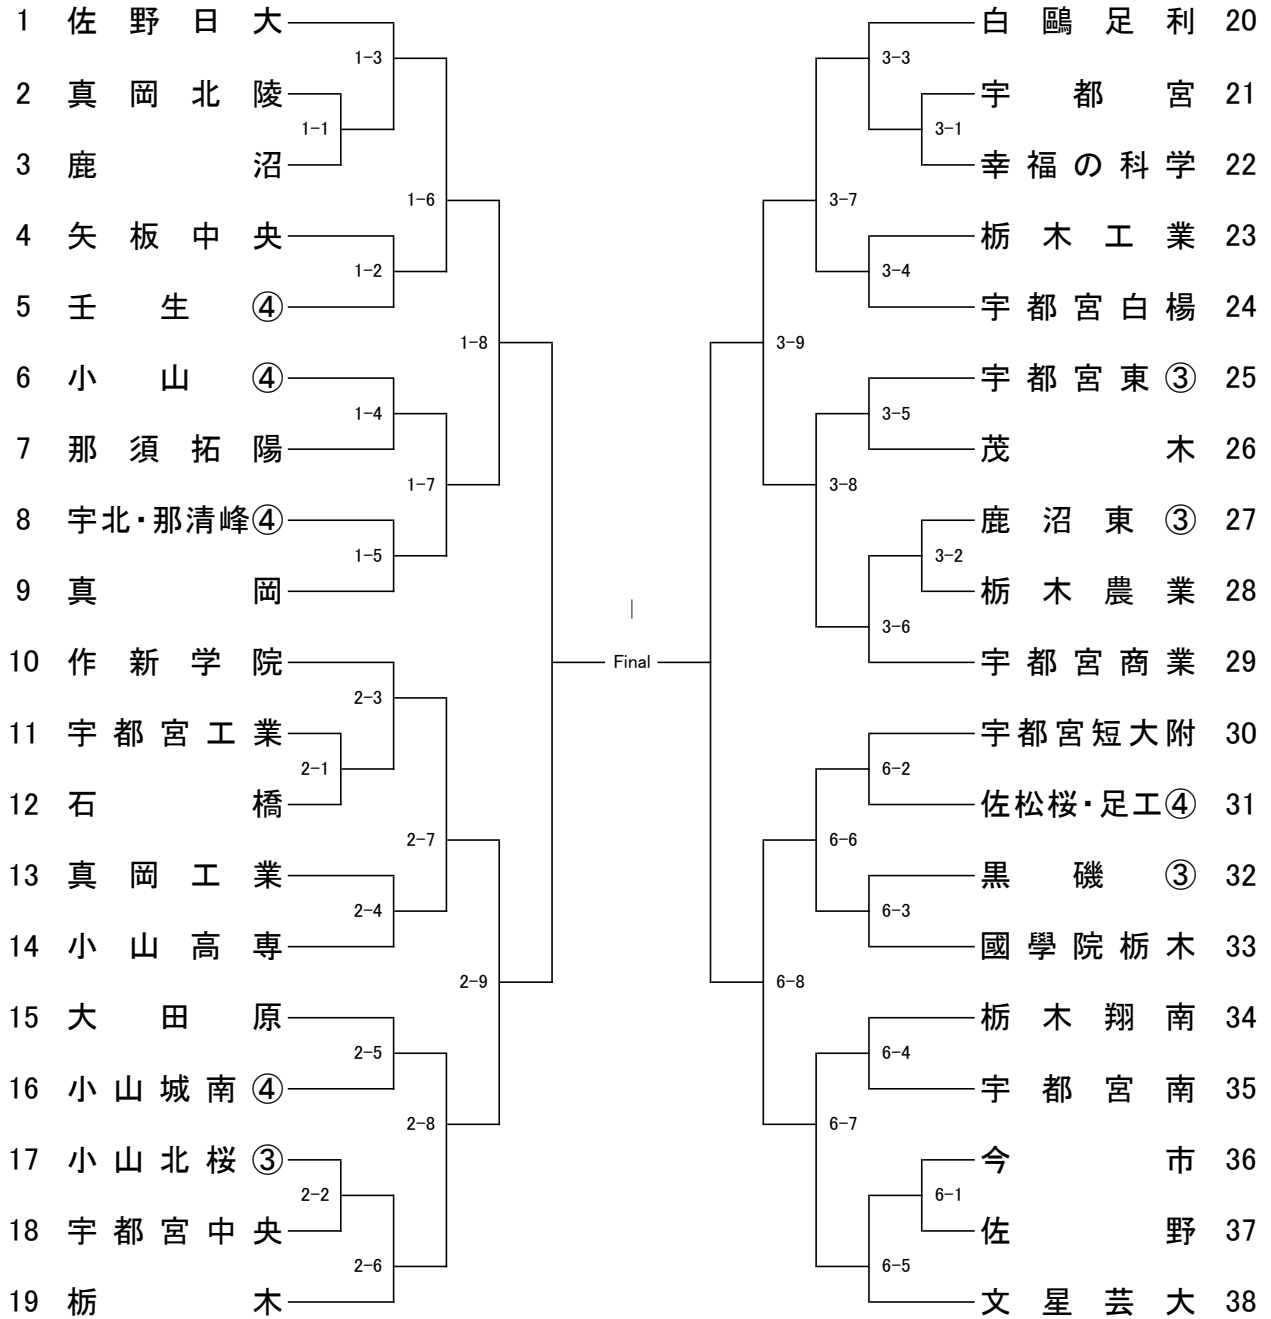 1 佐野日大
1-3
2 真岡北陵
1-1
3 鹿沼
1-6
4 矢板中央
1-2
5 壬生④
1-8
6 小山④
1-4
7 那須拓陽
1-7
8 宇北・那清峰④
1-5
9 真岡
10 作新学院
2-3
11 宇都宮工業
2-1
12 石橋
2-7
13 真岡工業
2-4
14 小山高専
2-9
15 大田原
2-5
16 小山城南④
2-8
17 小山北桜③
2-2
18 宇都宮中央
2-6
19 栃木
Final
白鷗足利 20
3-3
宇都宮 21
3-1
幸福の科学 22
3-7
栃木工業 23
3-4
宇都宮白楊 24
3-9
宇都宮東③ 25
3-5
茂木 26
3-8
鹿沼東③ 27
3-2
栃木農業 28
3-6
宇都宮商業 29
宇都宮短大附 30
6-2
佐松桜・足工④ 31
6-6
黒磯③ 32
6-3
國學院栃木 33
6-8
栃木翔南 34
6-4
宇都宮南 35
6-7
今市 36
6-1
佐野 37
6-5
文星芸大 38